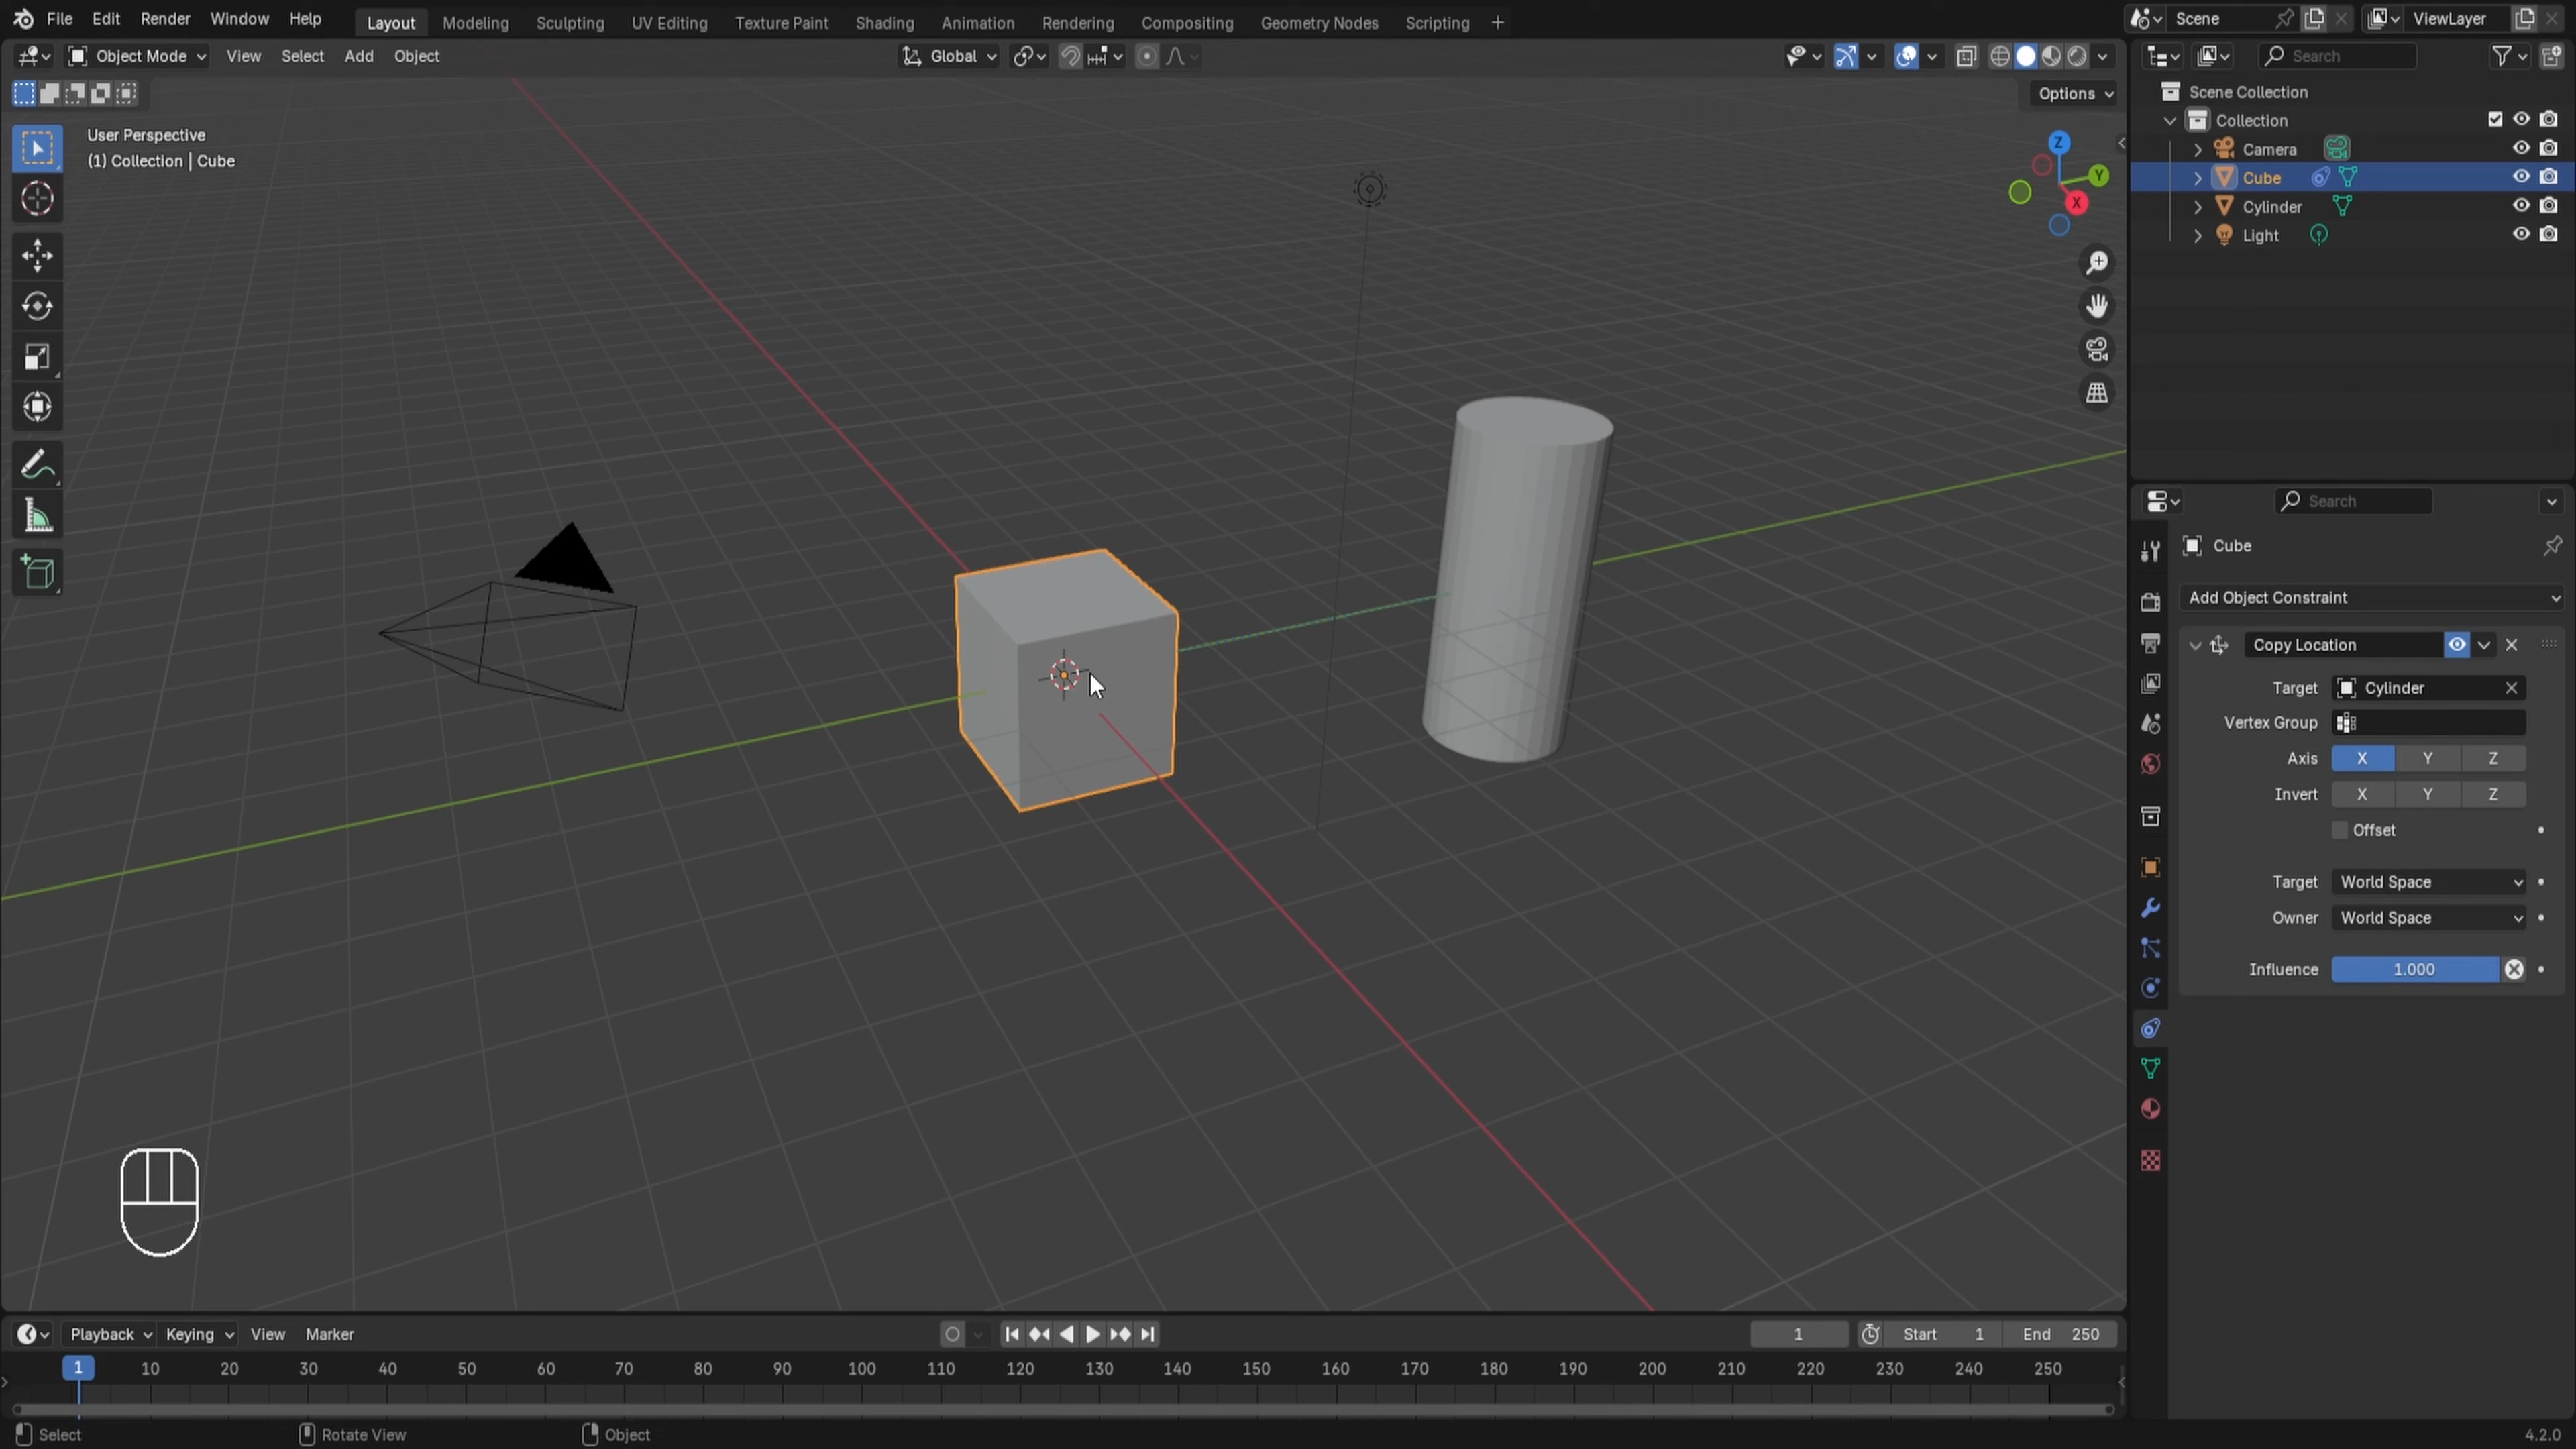 File Edit Render Window Help Layout Modeling Sculpting UV Editing Texture Paint Shading Animation Rendering Compositing Geometry Nodes Scripting + Scene ViewLayer
Object Mode View Select Add Object Global Search
Options
User Perspective
(1) Collection | Cube
Z
Y
X
Scene Collection
Collection
Camera
Cube
Cylinder
Light
Search
Cube
Add Object Constraint
Copy Location
Target Cylinder
Vertex Group
Axis X Y Z
Invert X Y Z
Offset
Target World Space
Owner World Space
Influence 1.000
Playback Keying View Marker 1 Start 1 End 250
1 10 20 30 40 50 60 70 80 90 100 110 120 130 140 150 160 170 180 190 200 210 220 230 240 250
Select Rotate View Object 4.2.0